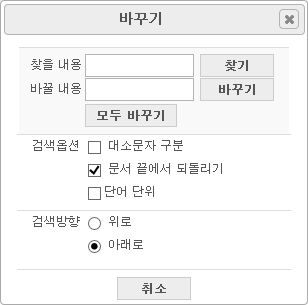 바꾸기
찾을 내용 찾기
바꿀 내용 바꾸기
모두 바꾸기
검색옵션 대소문자 구분
문서 끝에서 되돌리기
단어 단위
검색방향 위로
아래로
취소